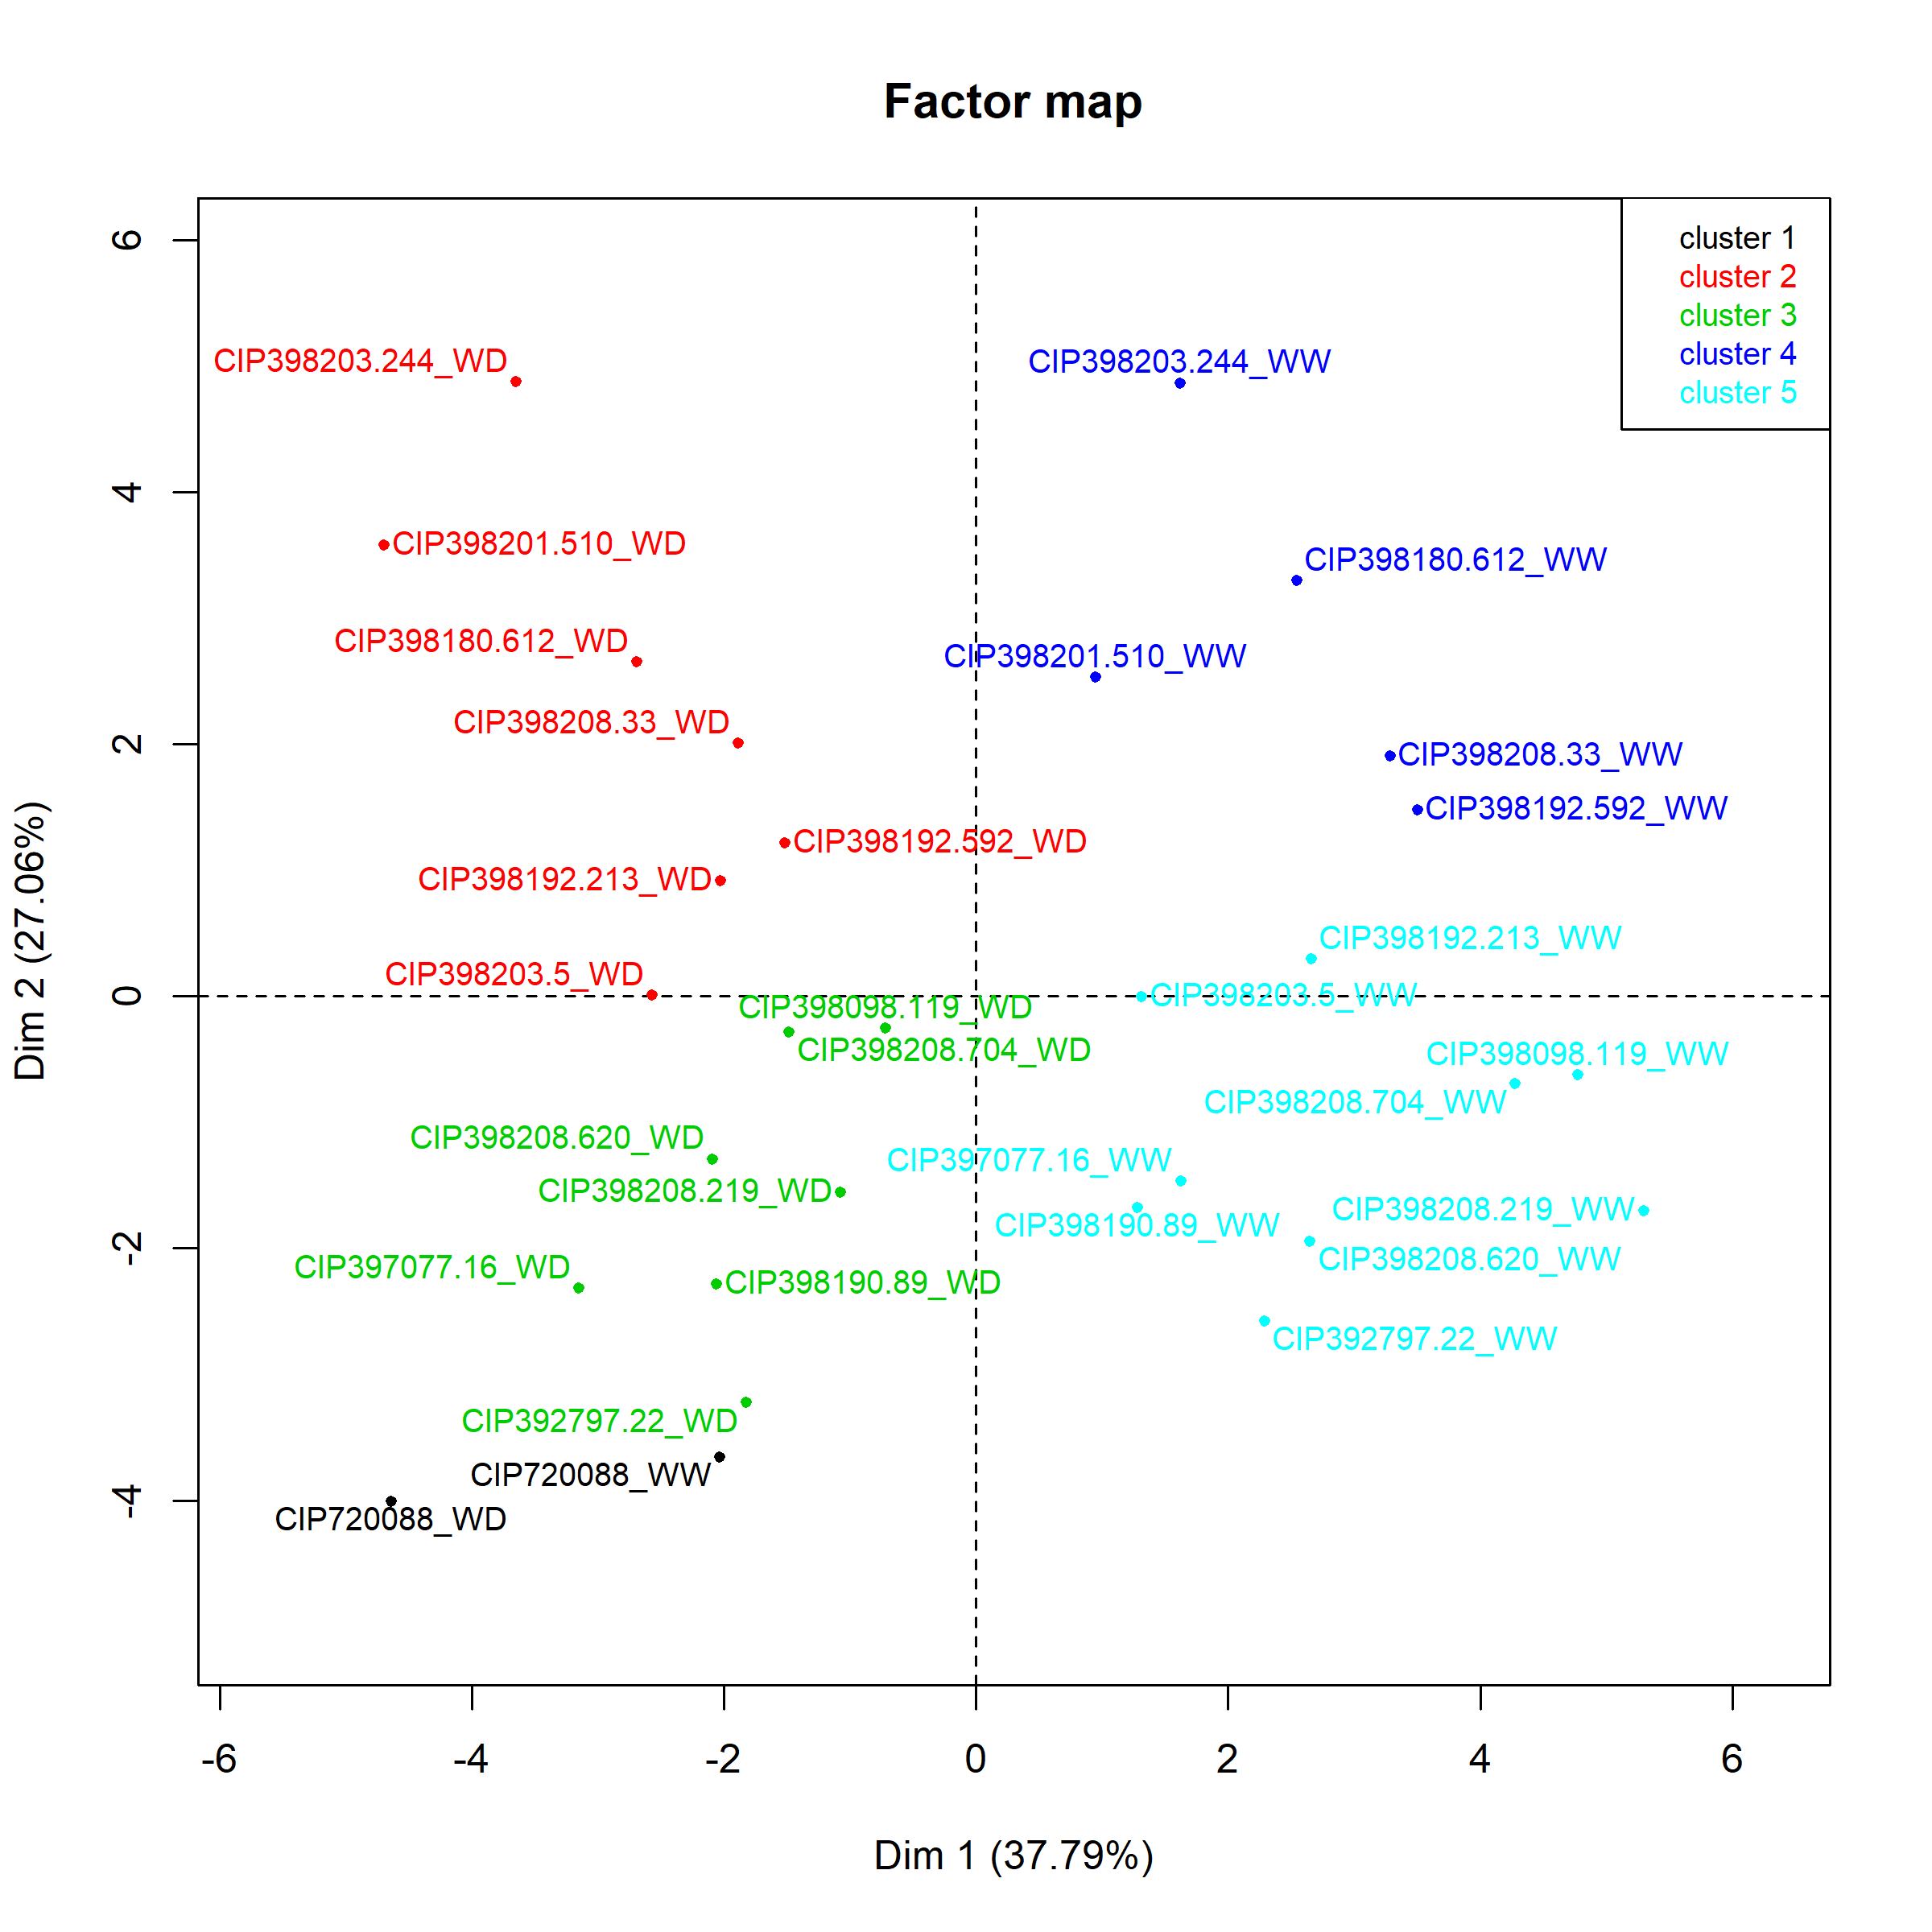 Factor map
cluster 1
cluster 2
cluster 3
cluster 4
cluster 5
CIP398203.244_WD
CIP398203.244_WW
CIP398201.510_WD
CIP398180.612_WW
CIP398180.612_WD
CIP398201.510_WW
CIP398208.33_WD
CIP398208.33_WW
CIP398192.592_WW
CIP398192.592_WD
CIP398192.213_WD
CIP398192.213_WW
CIP398203.5_WD
CIP398203.5_WW
CIP398098.119_WD
CIP398208.704_WD
CIP398098.119_WW
CIP398208.704_WW
CIP398208.620_WD
CIP397077.16_WW
CIP398208.219_WD
CIP398208.219_WW
CIP398190.89_WW
CIP398208.620_WW
CIP397077.16_WD
CIP398190.89_WD
CIP392797.22_WW
CIP392797.22_WD
CIP720088_WW
CIP720088_WD
6
4
2
0
-2
-4
Dim 2 (27.06%)
-6 -4 -2 0 2 4 6
Dim 1 (37.79%)